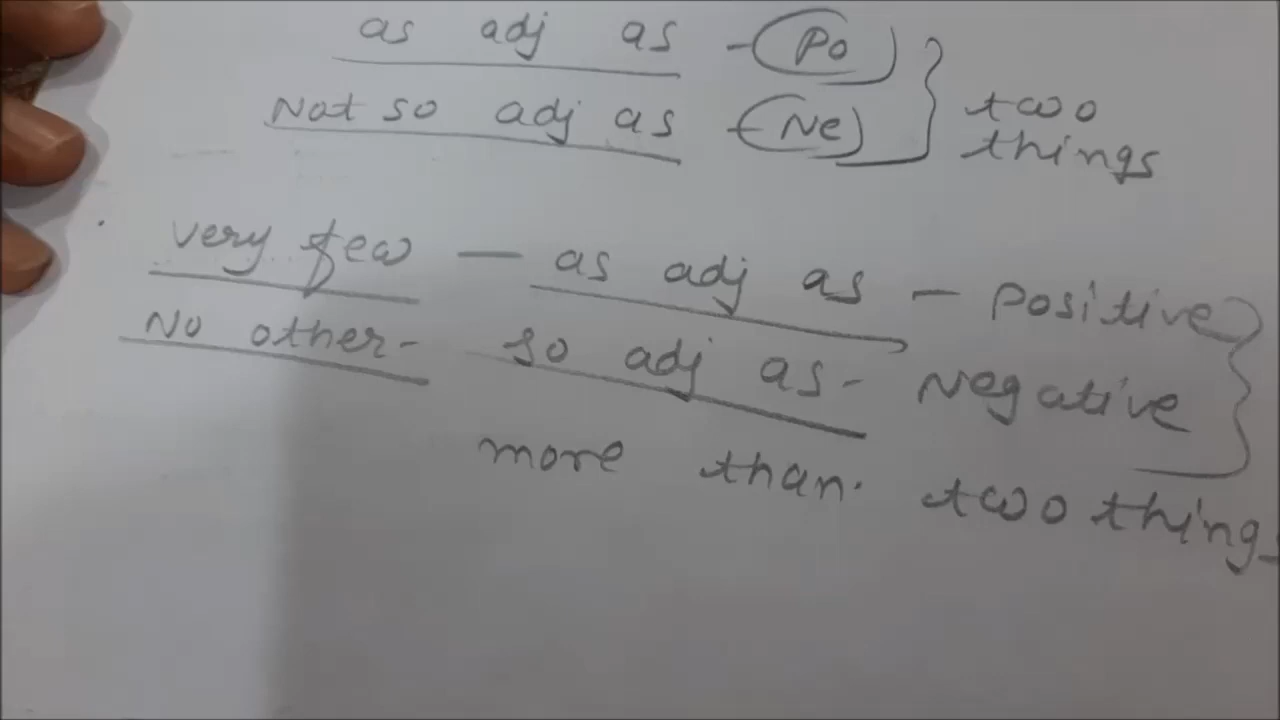 as adj as - Po
Not so adj as - Ne
two
things
very few - as adj as - Positive
No other - so adj as - Negative
more than two things